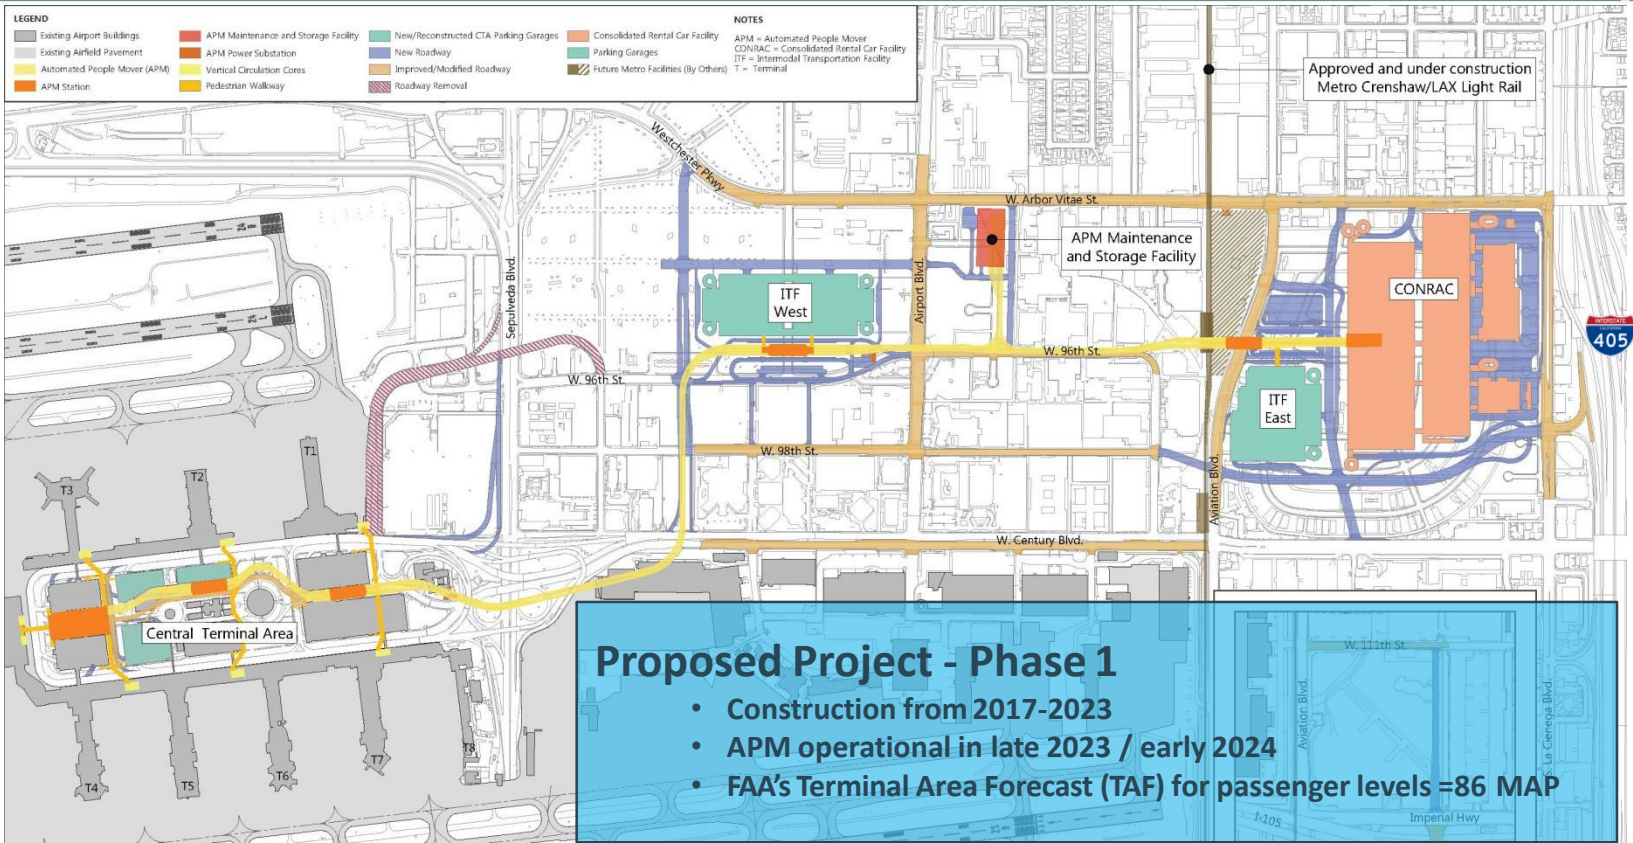 LEGEND
Existing Airport Buildings
Existing Airfield Pavement
Automated People Mover (APM)
APM Station
APM Maintenance and Storage Facility
APM Power Substation
Vertical Circulation Cores
Pedestrian Walkway
New/Reconstructed CTA Parking Garages
New Roadway
Improved/Modified Roadway
Roadway Removal
Consolidated Rental Car Facility
Parking Garages
Future Metro Facilities (By Others)
NOTES
APM = Automated People Mover
CONRAC = Consolidated Rental Car Facility
ITF = Intermodal Transportation Facility
T = Terminal
Approved and under construction
Metro Crenshaw/LAX Light Rail
Westchester Pkwy
W. Arbor Vitae St.
APM Maintenance
and Storage Facility
Sepulveda Blvd.
Airport Blvd.
ITF
West
CONRAC
INTERSTATE
CALIFORNIA
405
W. 96th St.
W. 96th St.
ITF
East
W. 98th St.
Aviation Blvd.
W. Century Blvd.
T3
T2
T1
Central Terminal Area
T4
T5
T6
T7
T8
Proposed Project - Phase 1
• Construction from 2017-2023
• APM operational in late 2023 / early 2024
• FAA's Terminal Area Forecast (TAF) for passenger levels =86 MAP
W. 111th St.
Aviation Blvd.
S. La Cienega Blvd.
I-105
Imperial Hwy